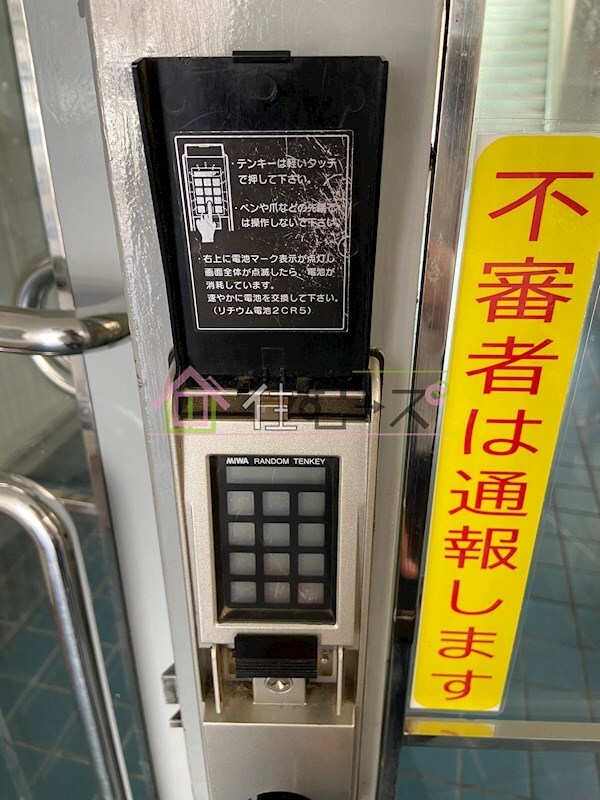 ・テンキーは軽いタッチ
で押して下さい。
・ペンや爪などの先端で
は操作しないで下さい
・右上に電池マーク表示が点灯し
画面全体が点滅したら、電池が
消耗しています。
速やかに電池を交換して下さい。
(リチウム電池2CR5)
住むーズ
MIWA RANDOM TENKEY
不審者は通報します